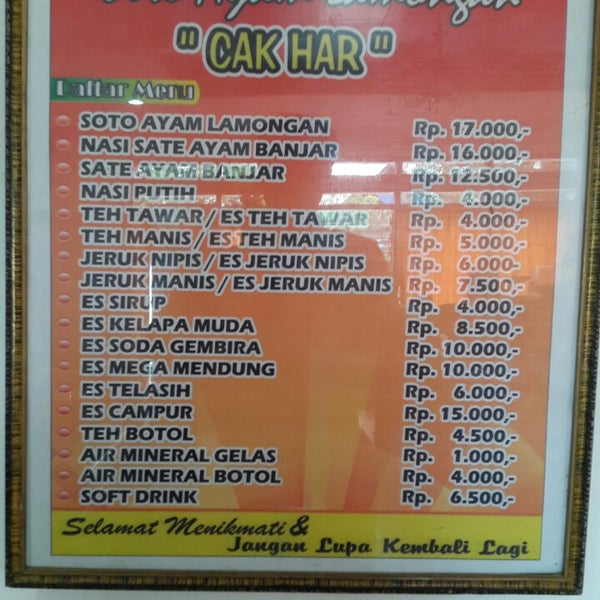 Lamongan
" CAK HAR "
Daftar Menu
SOTO AYAM LAMONGAN Rp. 17.000,-
NASI SATE AYAM BANJAR Rp. 16.000,-
SATE AYAM BANJAR Rp. 12.500,-
NASI PUTIH Rp. 4.000,-
TEH TAWAR / ES TEH TAWAR Rp. 4.000,-
TEH MANIS / ES TEH MANIS Rp. 5.000,-
JERUK NIPIS / ES JERUK NIPIS Rp. 6.000-
JERUK MANIS / ES JERUK MANIS Rp. 7.500,-
ES SIRUP Rp. 4.000,-
ES KELAPA MUDA Rp. 8.500,-
ES SODA GEMBIRA Rp. 10.000,-
ES MEGA MENDUNG Rp. 10.000,-
ES TELASIH Rp. 6.000,-
ES CAMPUR Rp. 15.000,-
TEH BOTOL Rp. 4.500,-
AIR MINERAL GELAS Rp. 1.000,-
AIR MINERAL BOTOL Rp. 4.000,-
SOFT DRINK Rp. 6.500,-
Selamat Menikmati &
Jangan Lupa Kembali Lagi